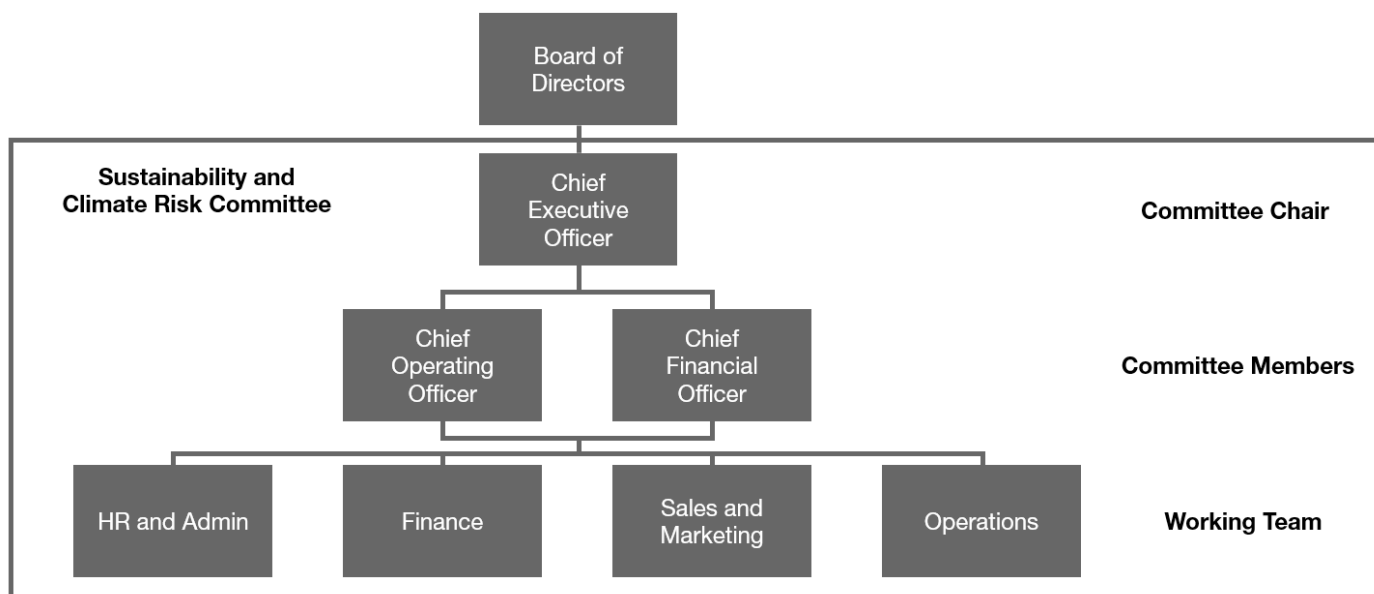 Board of
Directors
Sustainability and
Climate Risk Committee
Chief
Executive
Officer
Committee Chair
Chief
Operating
Officer
Chief
Financial
Officer
Committee Members
HR and Admin
Finance
Sales and
Marketing
Operations
Working Team